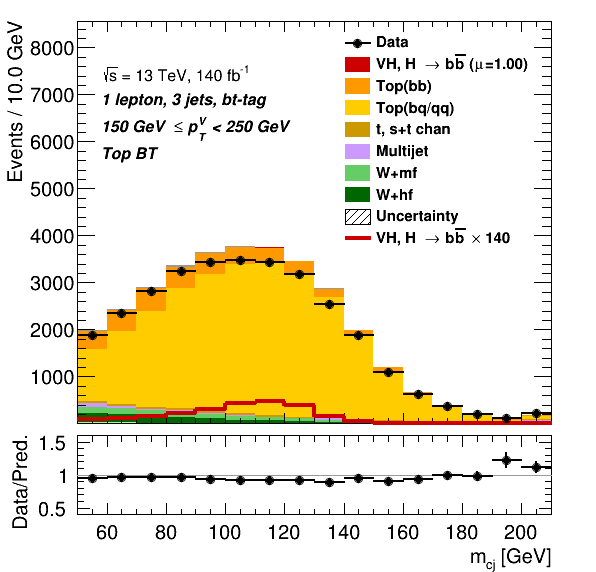 Events / 10.0 GeV
8000
7000
6000
5000
4000
3000
2000
1000
√s = 13 TeV, 140 fb⁻¹
1 lepton, 3 jets, bt-tag
150 GeV ≤ p_T^V < 250 GeV
Top BT
Data
VH, H → bb̅ (μ=1.00)
Top(bb)
Top(bq/qq)
t, s+t chan
Multijet
W+mf
W+hf
Uncertainty
VH, H → bb̅ × 140
Data/Pred.
1.5
1
0.5
60 80 100 120 140 160 180 200
m_cj [GeV]